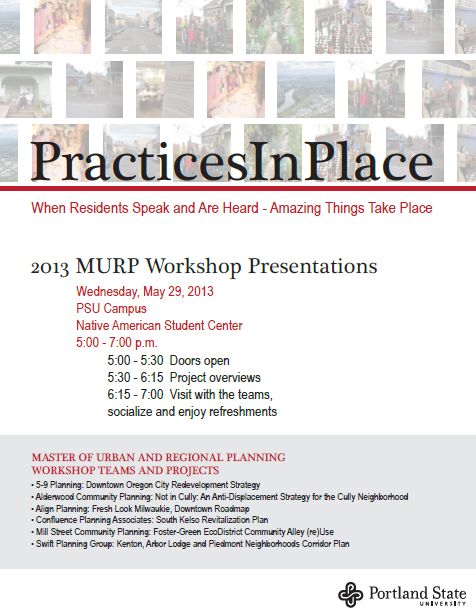 PracticesInPlace
When Residents Speak and Are Heard - Amazing Things Take Place
2013 MURP Workshop Presentations
Wednesday, May 29, 2013
PSU Campus
Native American Student Center
5:00 - 7:00 p.m.
5:00 - 5:30 Doors open
5:30 - 6:15 Project overviews
6:15 - 7:00 Visit with the teams,
socialize and enjoy refreshments
MASTER OF URBAN AND REGIONAL PLANNING
WORKSHOP TEAMS AND PROJECTS
• 5-9 Planning: Downtown Oregon City Redevelopment Strategy
• Alderwood Community Planning: Not in Cully: An Anti-Displacement Strategy for the Cully Neighborhood
• Align Planning: Fresh Look Milwaukie, Downtown Roadmap
• Confluence Planning Associates: South Kelso Revitalization Plan
• Mill Street Community Planning: Foster-Green EcoDistrict Community Alley (re)Use
• Swift Planning Group: Kenton, Arbor Lodge and Piedmont Neighborhoods Corridor Plan
Portland State
UNIVERSITY